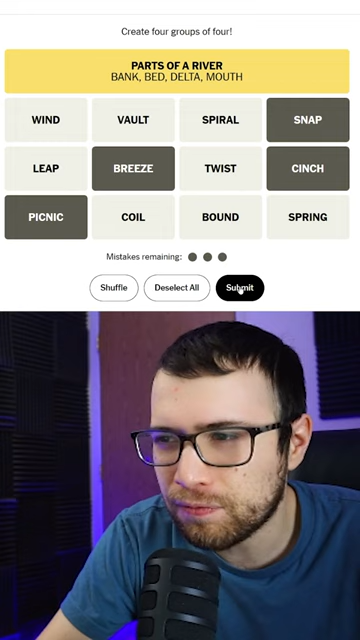 Create four groups of four!
PARTS OF A RIVER
BANK, BED, DELTA, MOUTH
WIND VAULT SPIRAL SNAP
LEAP BREEZE TWIST CINCH
PICNIC COIL BOUND SPRING
Mistakes remaining:
Shuffle Deselect All Submit